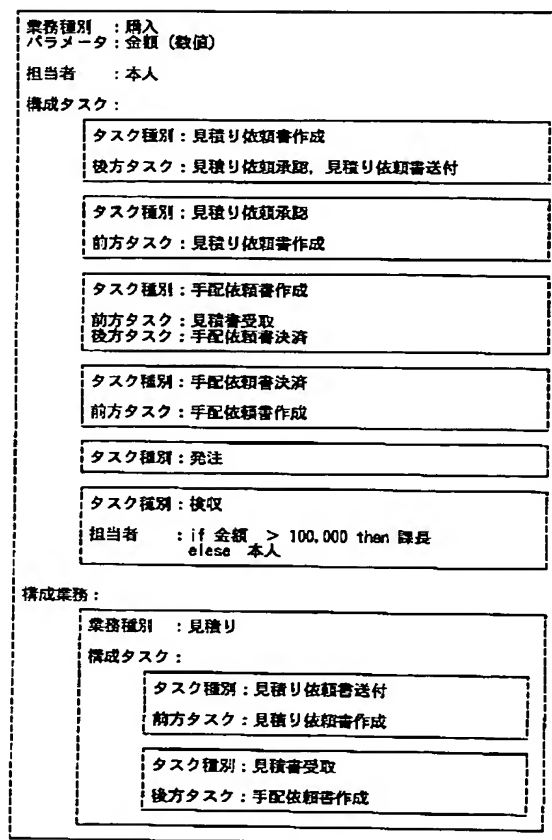 業務種別　：購入
パラメータ：金額（数値）
担当者　　：本人
構成タスク：
タスク種別：見積り依頼書作成
後方タスク：見積り依頼承認，見積り依頼書送付
タスク種別：見積り依頼承認
前方タスク：見積り依頼書作成
タスク種別：手配依頼書作成
前方タスク：見積書受取
後方タスク：手配依頼書決済
タスク種別：手配依頼書決済
前方タスク：手配依頼書作成
タスク種別：発注
タスク種別：検収
担当者　　：if 金額　> 100,000 then 課長
elese　本人
構成業務：
業務種別　：見積り
構成タスク：
タスク種別：見積り依頼書送付
前方タスク：見積り依頼書作成
タスク種別：見積書受取
後方タスク：手配依頼書作成